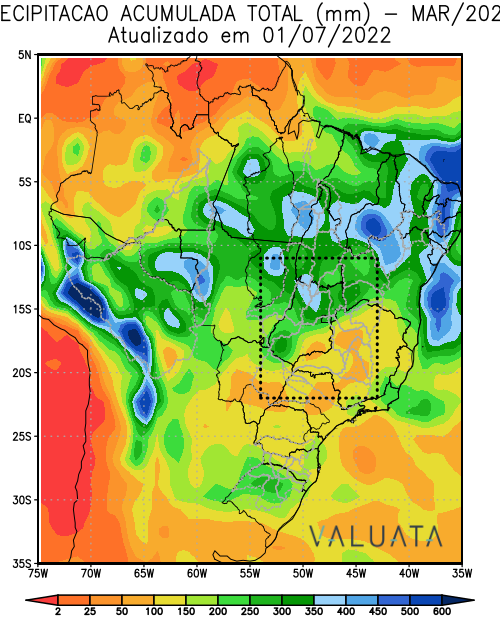 ECIPITACAO ACUMULADA TOTAL (mm) – MAR/202
Atualizado em 01/07/2022
5N
EQ
5S
10S
15S
20S
25S
30S
35S
75W 70W 65W 60W 55W 50W 45W 40W 35W
VALUATA
2 25 50 100 150 200 250 300 350 400 450 500 600